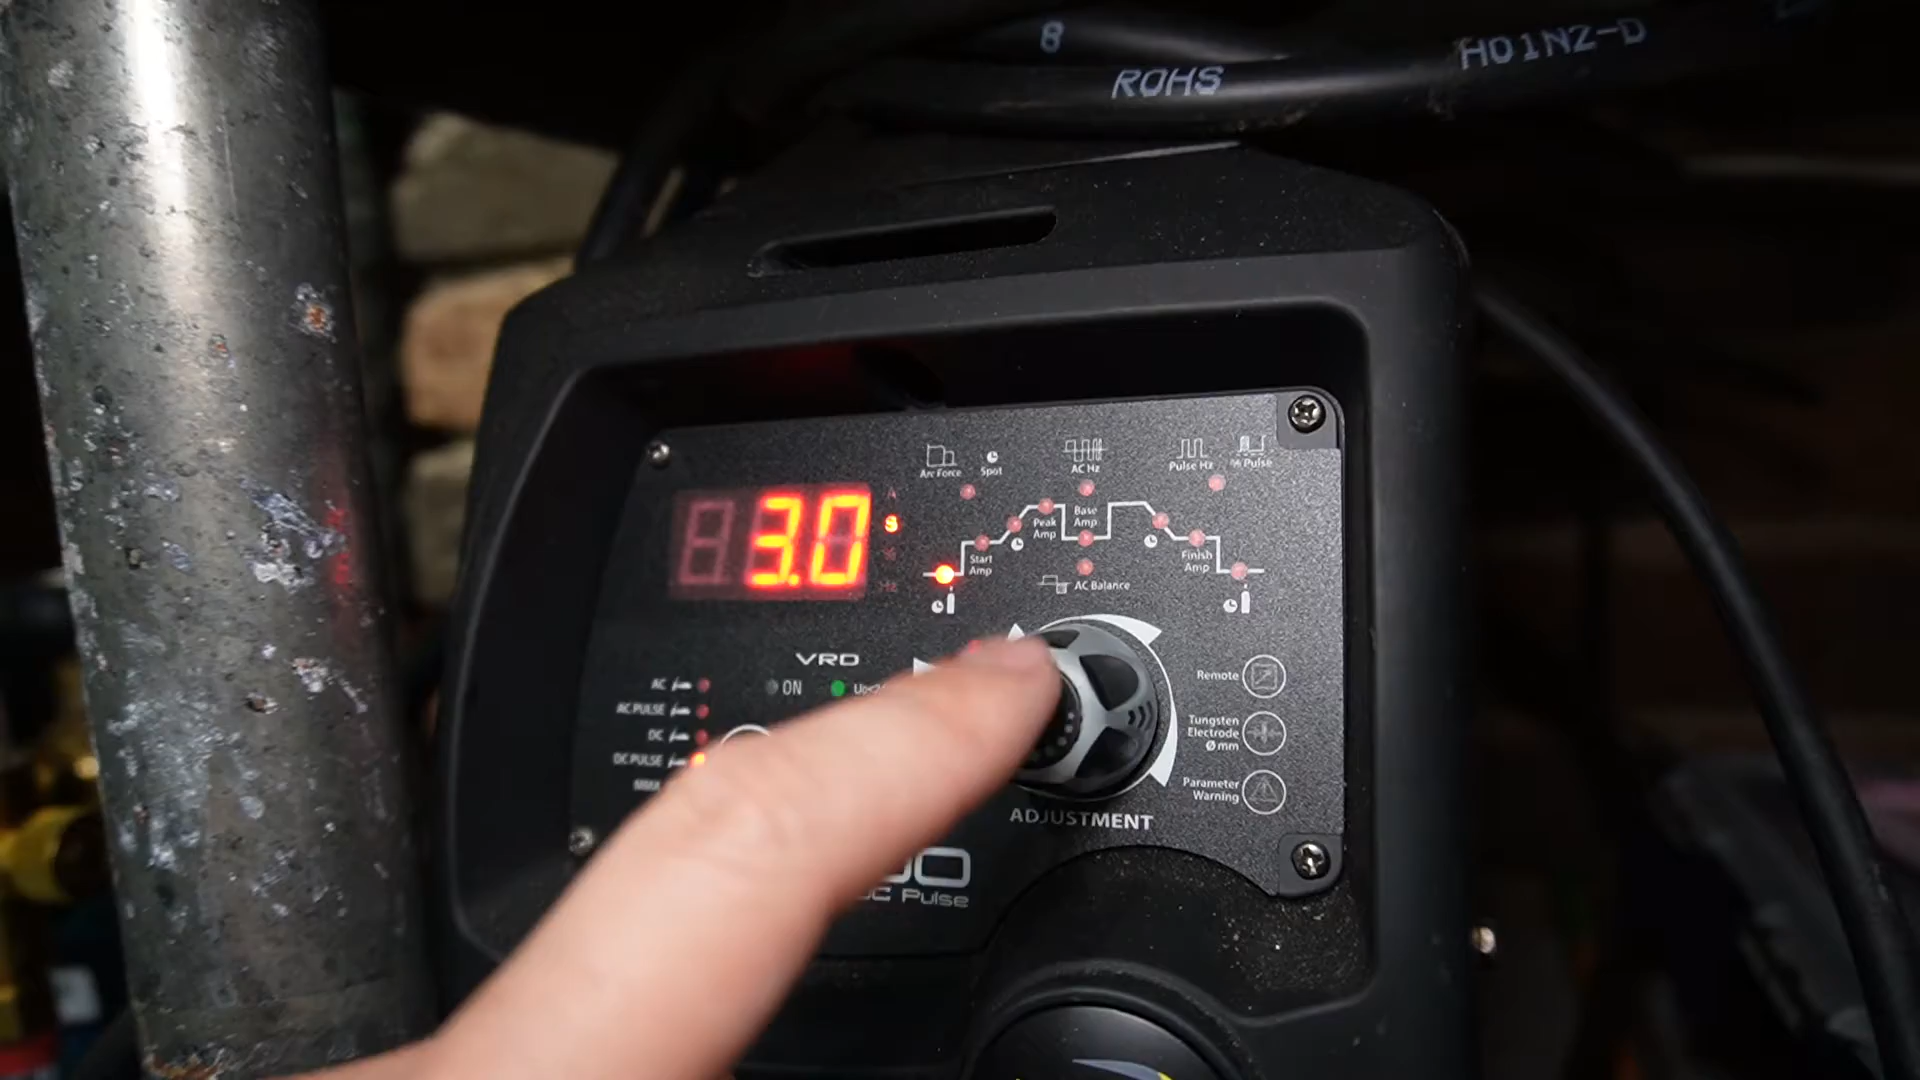 8
ROHS
H01N2-D
Arc Force
Spot
AC Hz
Pulse Hz
% Pulse
3.0
A
S
%
Hz
Start
Amp
Peak
Amp
Base
Amp
AC Balance
Finish
Amp
VRD
ON
AC
AC PULSE
DC
DC PULSE
MMA
Remote
Tungsten
Electrode
Ø mm
Parameter
Warning
ADJUSTMENT
Pulse